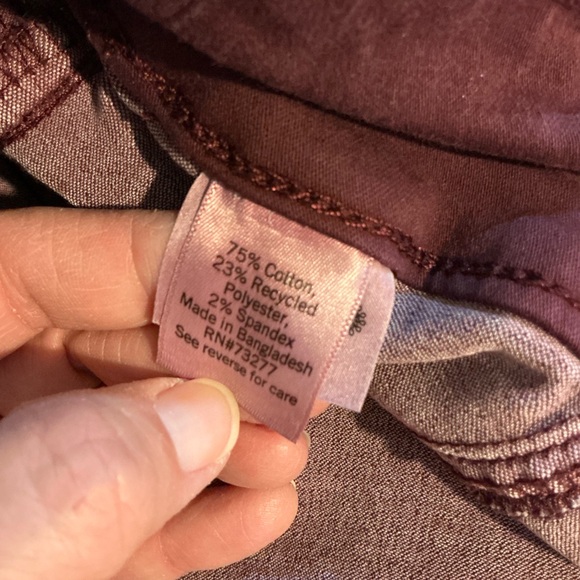 75% Cotton,
23% Recycled
Polyester,
2% Spandex
Made in Bangladesh
RN#73277
See reverse for care